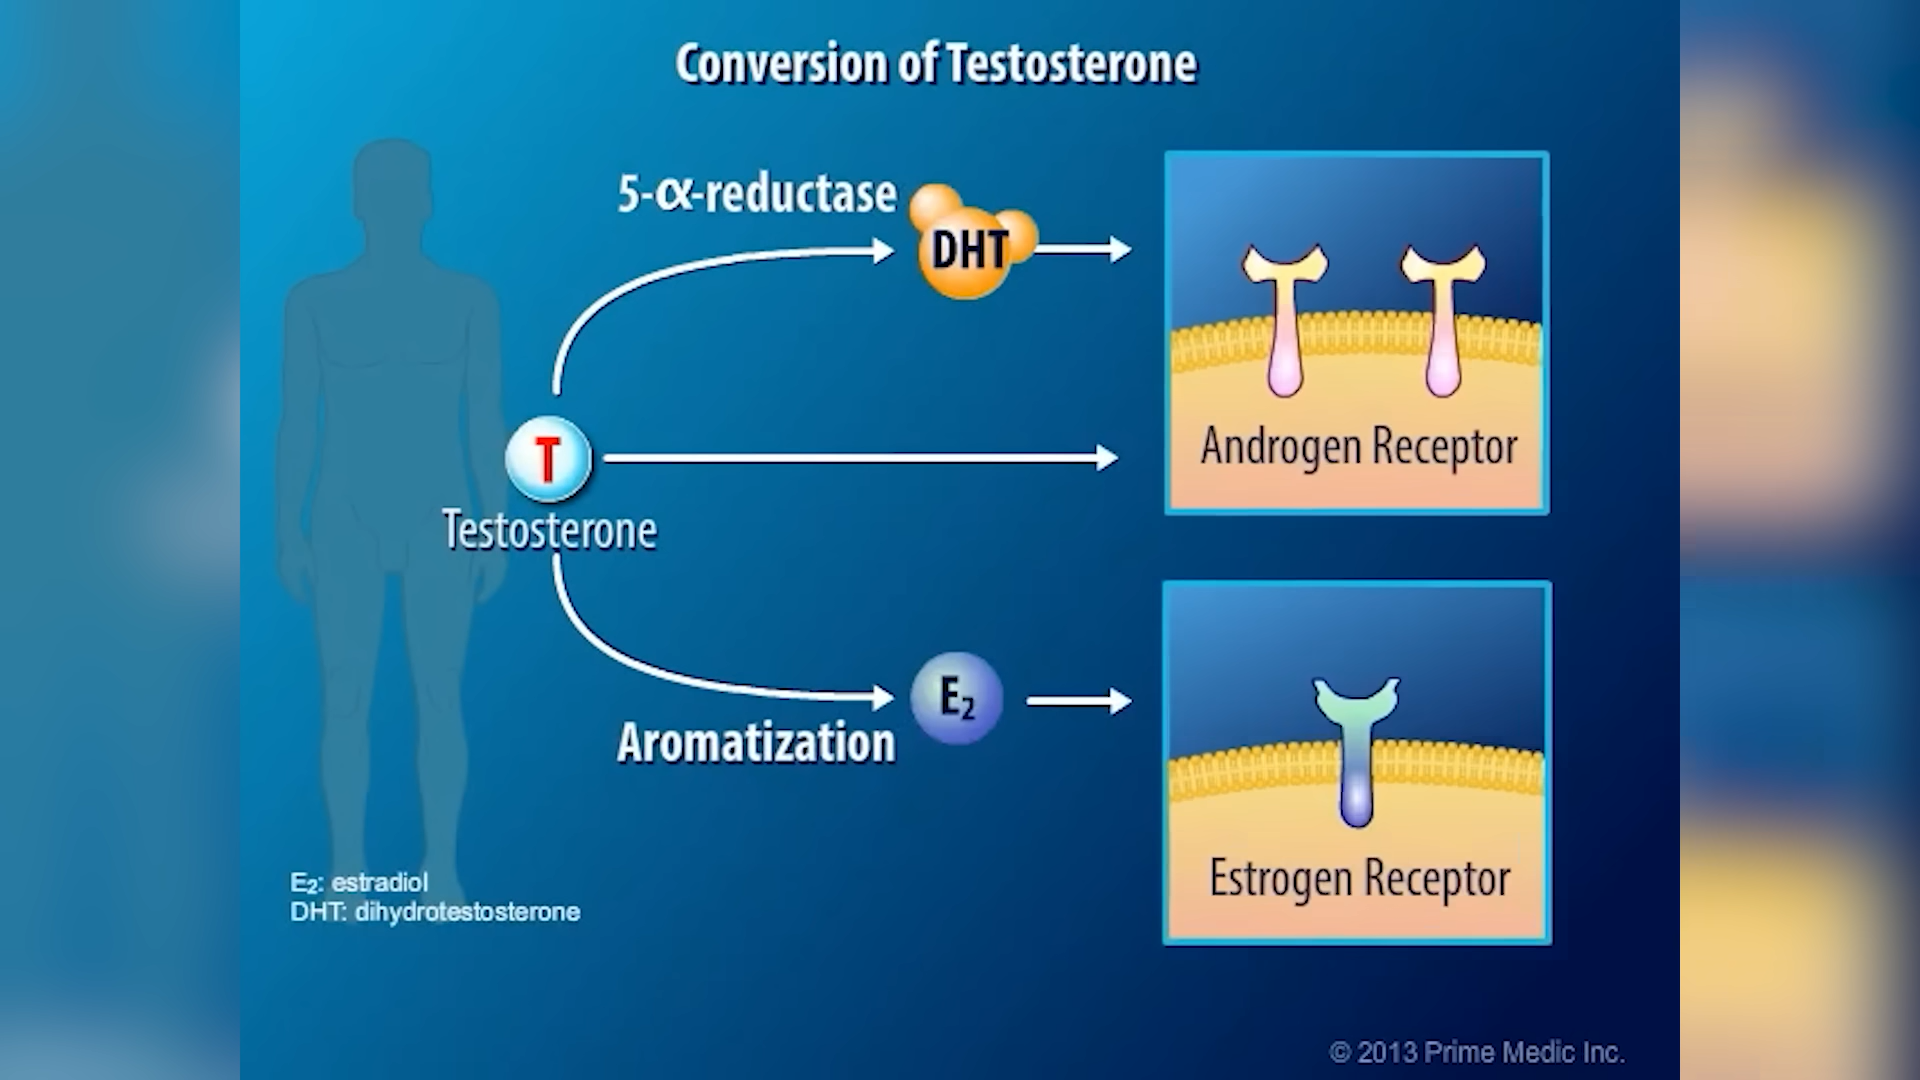 Conversion of Testosterone
5-α-reductase
DHT
T
Testosterone
Androgen Receptor
E₂
Aromatization
Estrogen Receptor
E₂: estradiol
DHT: dihydrotestosterone
© 2013 Prime Medic Inc.